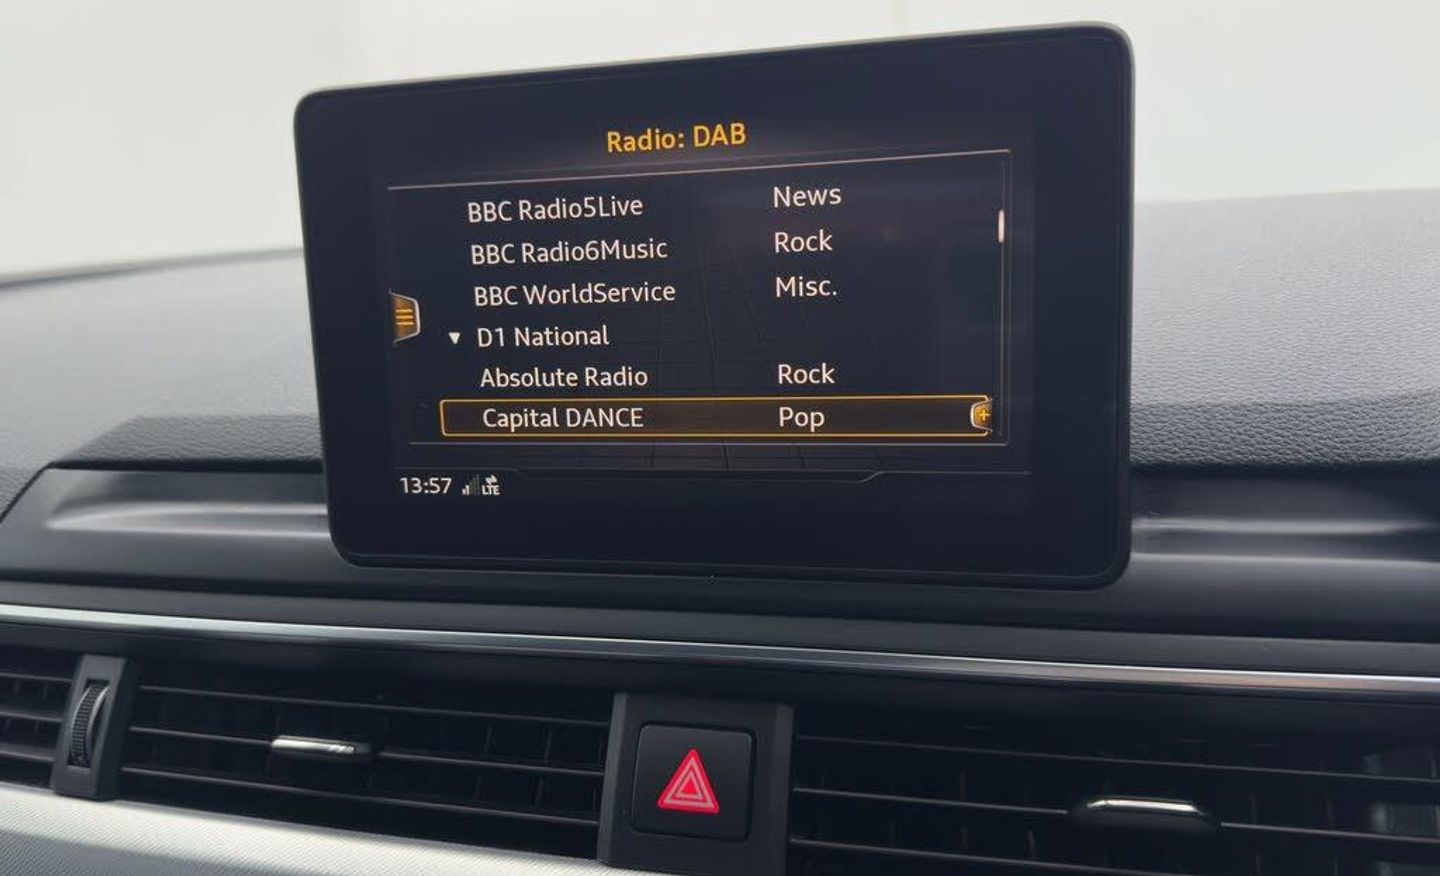 Radio: DAB
BBC Radio5Live News
BBC Radio6Music Rock
BBC WorldService Misc.
▼ D1 National
Absolute Radio Rock
Capital DANCE Pop
13:57 LTE